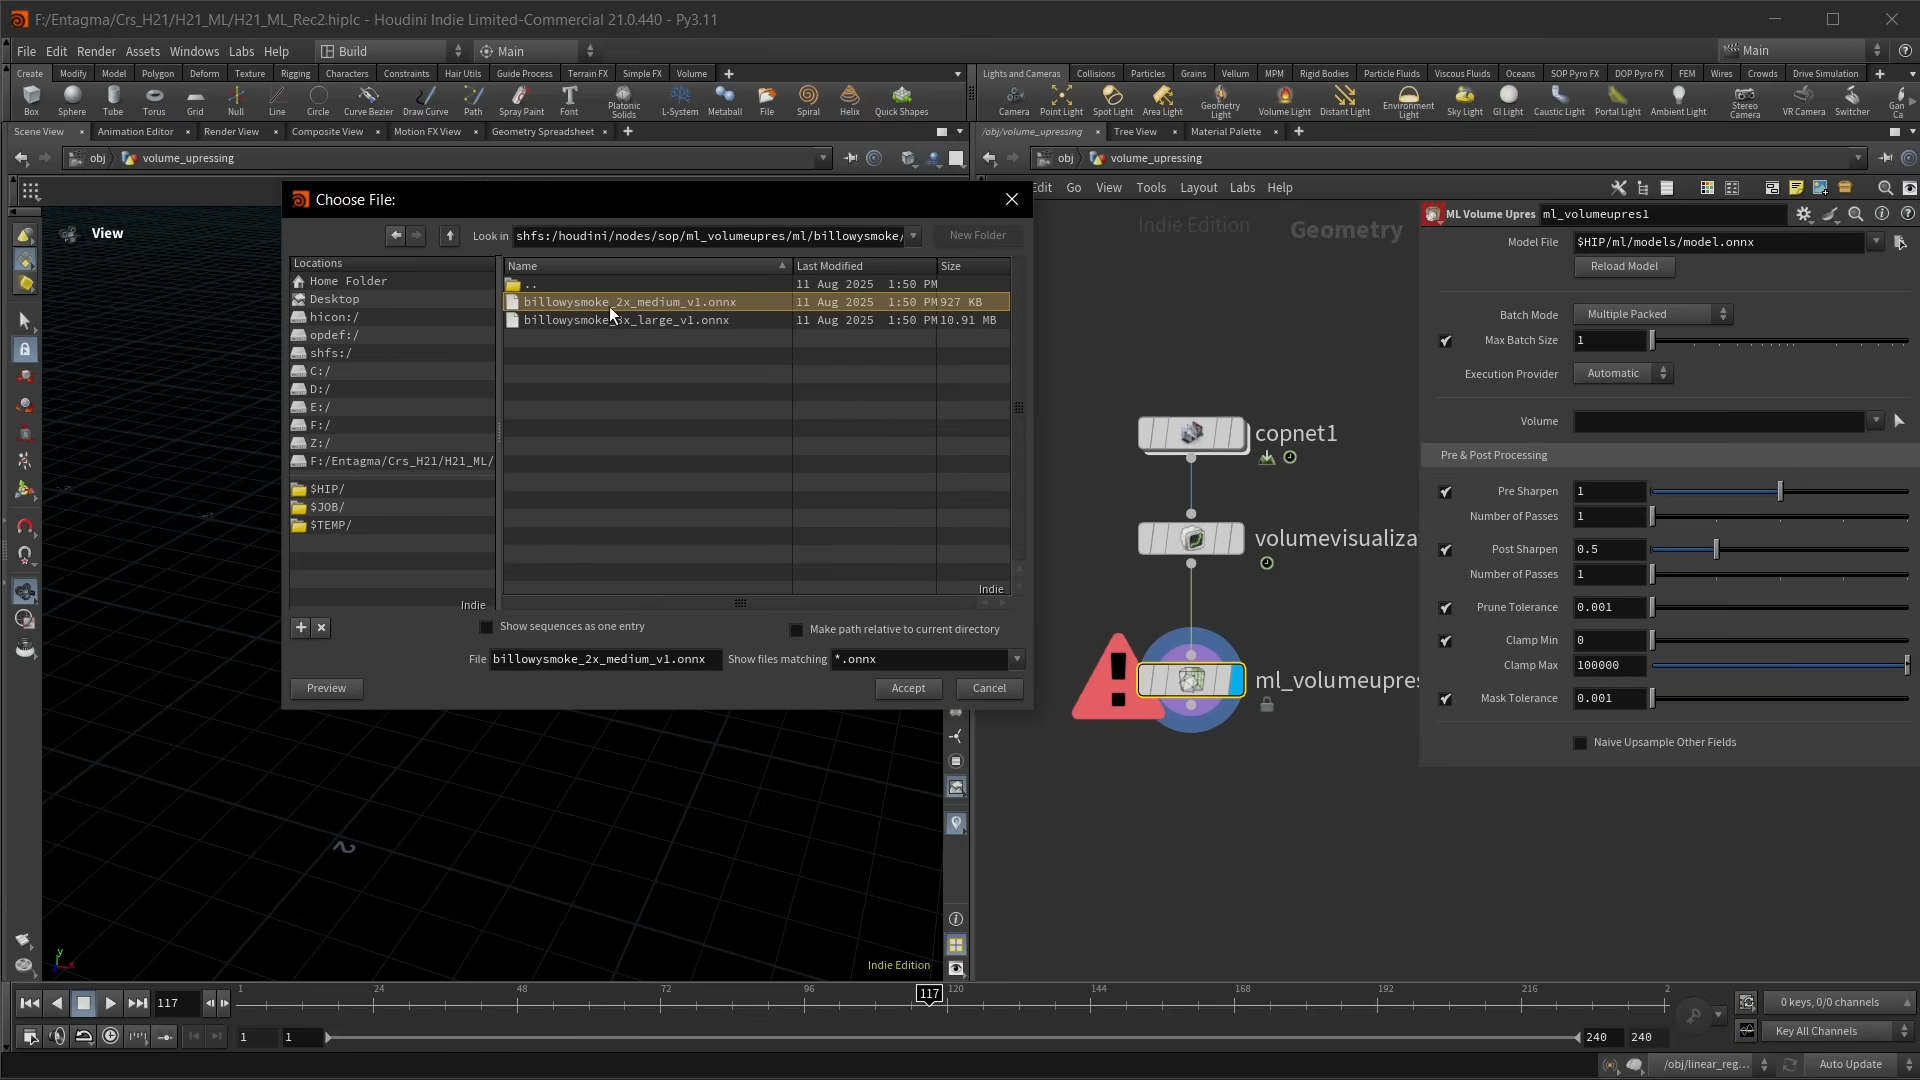 F:/Entagma/Crs_H21/H21_ML/H21_ML_Rec2.hiplc - Houdini Indie Limited-Commercial 21.0.440 - Py3.11
File Edit Render Assets Windows Labs Help Build Main Main
Create Modify Model Polygon Deform Texture Rigging Characters Constraints Hair Utils Guide Process Terrain FX Simple FX Volume
Lights and Cameras Collisions Particles Grains Vellum MPM Rigid Bodies Particle Fluids Viscous Fluids Oceans SOP Pyro FX DOP Pyro FX FEM Wires Crowds Drive Simulation
Box Sphere Tube Torus Grid Null Line Circle Curve Bezier Draw Curve Path Spray Paint Font Platonic Solids L-System Metaball File Spiral Helix Quick Shapes
Camera Point Light Spot Light Area Light Geometry Light Volume Light Distant Light Environment Light Sky Light GI Light Caustic Light Portal Light Ambient Light Stereo Camera VR Camera Switcher
Scene View Animation Editor Render View Composite View Motion FX View Geometry Spreadsheet
/obj/volume_upressing Tree View Material Palette
obj volume_upressing
obj volume_upressing
Edit Go View Tools Layout Labs Help
View
Choose File:
Look in shfs:/houdini/nodes/sop/ml_volumeupres/ml/billowysmoke/ New Folder
Locations
Home Folder
Desktop
hicon:/
opdef:/
shfs:/
C:/
D:/
E:/
F:/
Z:/
F:/Entagma/Crs_H21/H21_ML/
$HIP/
$JOB/
$TEMP/
Indie
Name Last Modified Size
.. 11 Aug 2025 1:50 PM
billowysmoke_2x_medium_v1.onnx 11 Aug 2025 1:50 PM 927 KB
billowysmoke x_large_v1.onnx 11 Aug 2025 1:50 PM 10.91 MB
Indie
Show sequences as one entry Make path relative to current directory
File billowysmoke_2x_medium_v1.onnx Show files matching *.onnx
Preview Accept Cancel
Indie Edition Geometry
copnet1
volumevisualiza
ml_volumeupres
ML Volume Upres ml_volumeupres1
Model File $HIP/ml/models/model.onnx
Reload Model
Batch Mode Multiple Packed
Max Batch Size 1
Execution Provider Automatic
Volume
Pre & Post Processing
Pre Sharpen 1
Number of Passes 1
Post Sharpen 0.5
Number of Passes 1
Prune Tolerance 0.001
Clamp Min 0
Clamp Max 100000
Mask Tolerance 0.001
Naive Upsample Other Fields
2
y
x
Indie Edition
117 1 24 48 72 96 117 120 144 168 192 216 2
0 keys, 0/0 channels
1 1 240 240 Key All Channels
/obj/linear_reg... Auto Update